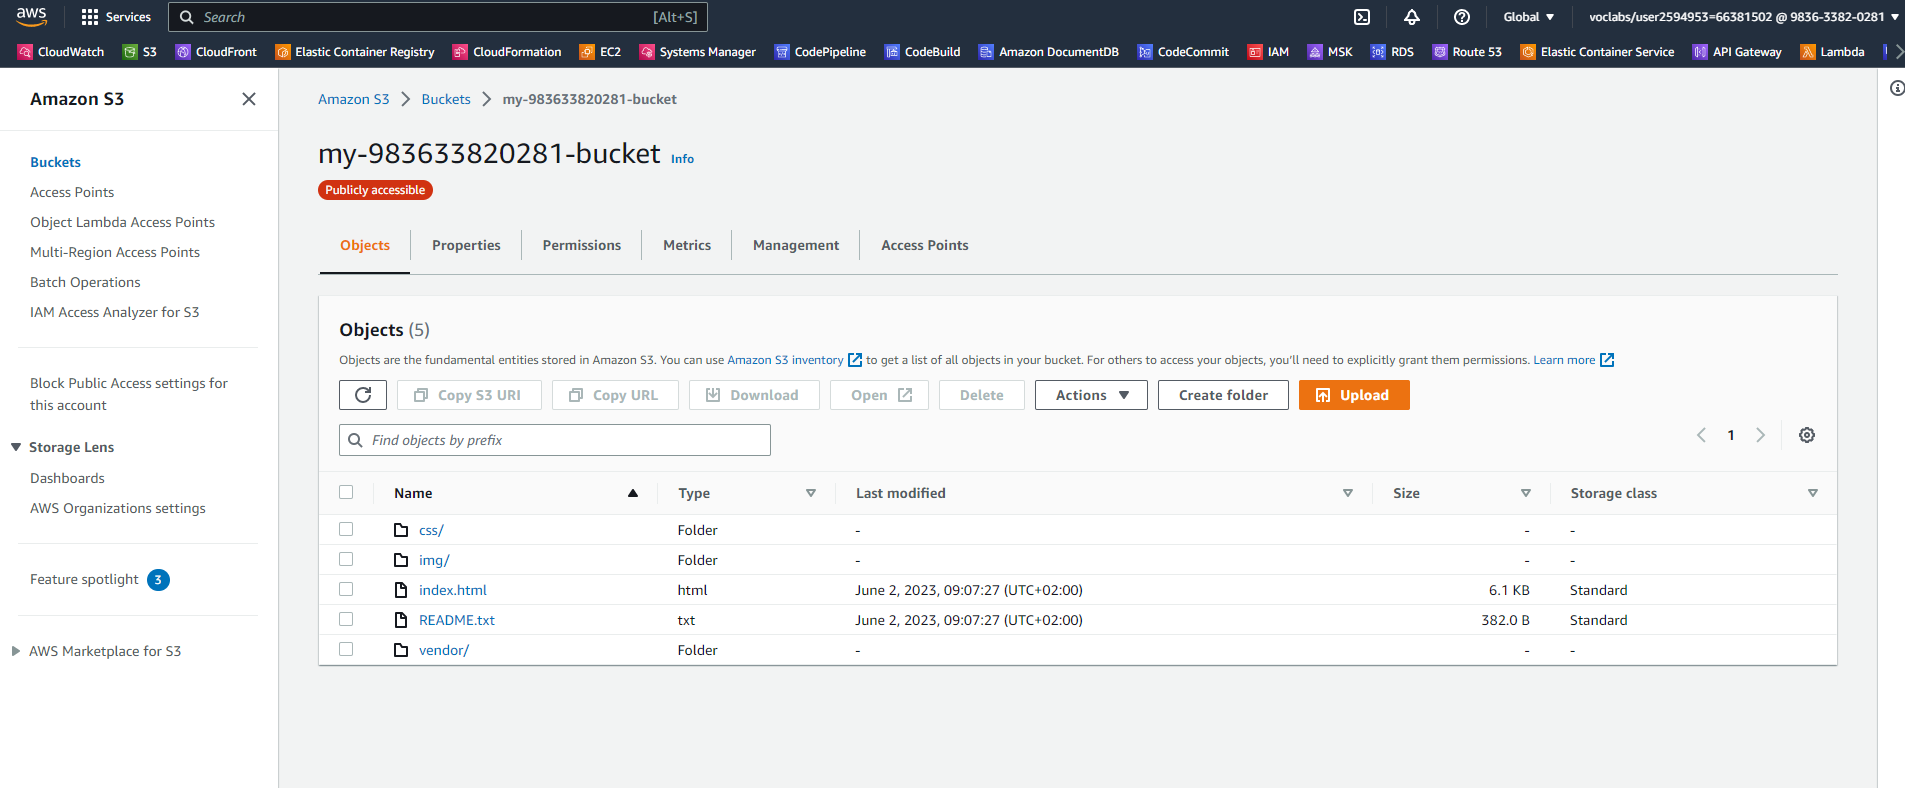 aws
Services
Search [Alt+S]
Global
voclabs/user2594953=66381502 @ 9836-3382-0281
CloudWatch S3 CloudFront Elastic Container Registry CloudFormation EC2 Systems Manager CodePipeline CodeBuild Amazon DocumentDB CodeCommit IAM MSK RDS Route 53 Elastic Container Service API Gateway Lambda
Amazon S3
Buckets
Access Points
Object Lambda Access Points
Multi-Region Access Points
Batch Operations
IAM Access Analyzer for S3
Block Public Access settings for
this account
Storage Lens
Dashboards
AWS Organizations settings
Feature spotlight 3
AWS Marketplace for S3
Amazon S3 Buckets my-983633820281-bucket
my-983633820281-bucket Info
Publicly accessible
Objects Properties Permissions Metrics Management Access Points
Objects (5)
Objects are the fundamental entities stored in Amazon S3. You can use Amazon S3 inventory to get a list of all objects in your bucket. For others to access your objects, you'll need to explicitly grant them permissions. Learn more
Copy S3 URI Copy URL Download Open Delete Actions Create folder Upload
Find objects by prefix
1
Name Type Last modified Size Storage class
css/ Folder - - -
img/ Folder - - -
index.html html June 2, 2023, 09:07:27 (UTC+02:00) 6.1 KB Standard
README.txt txt June 2, 2023, 09:07:27 (UTC+02:00) 382.0 B Standard
vendor/ Folder - - -